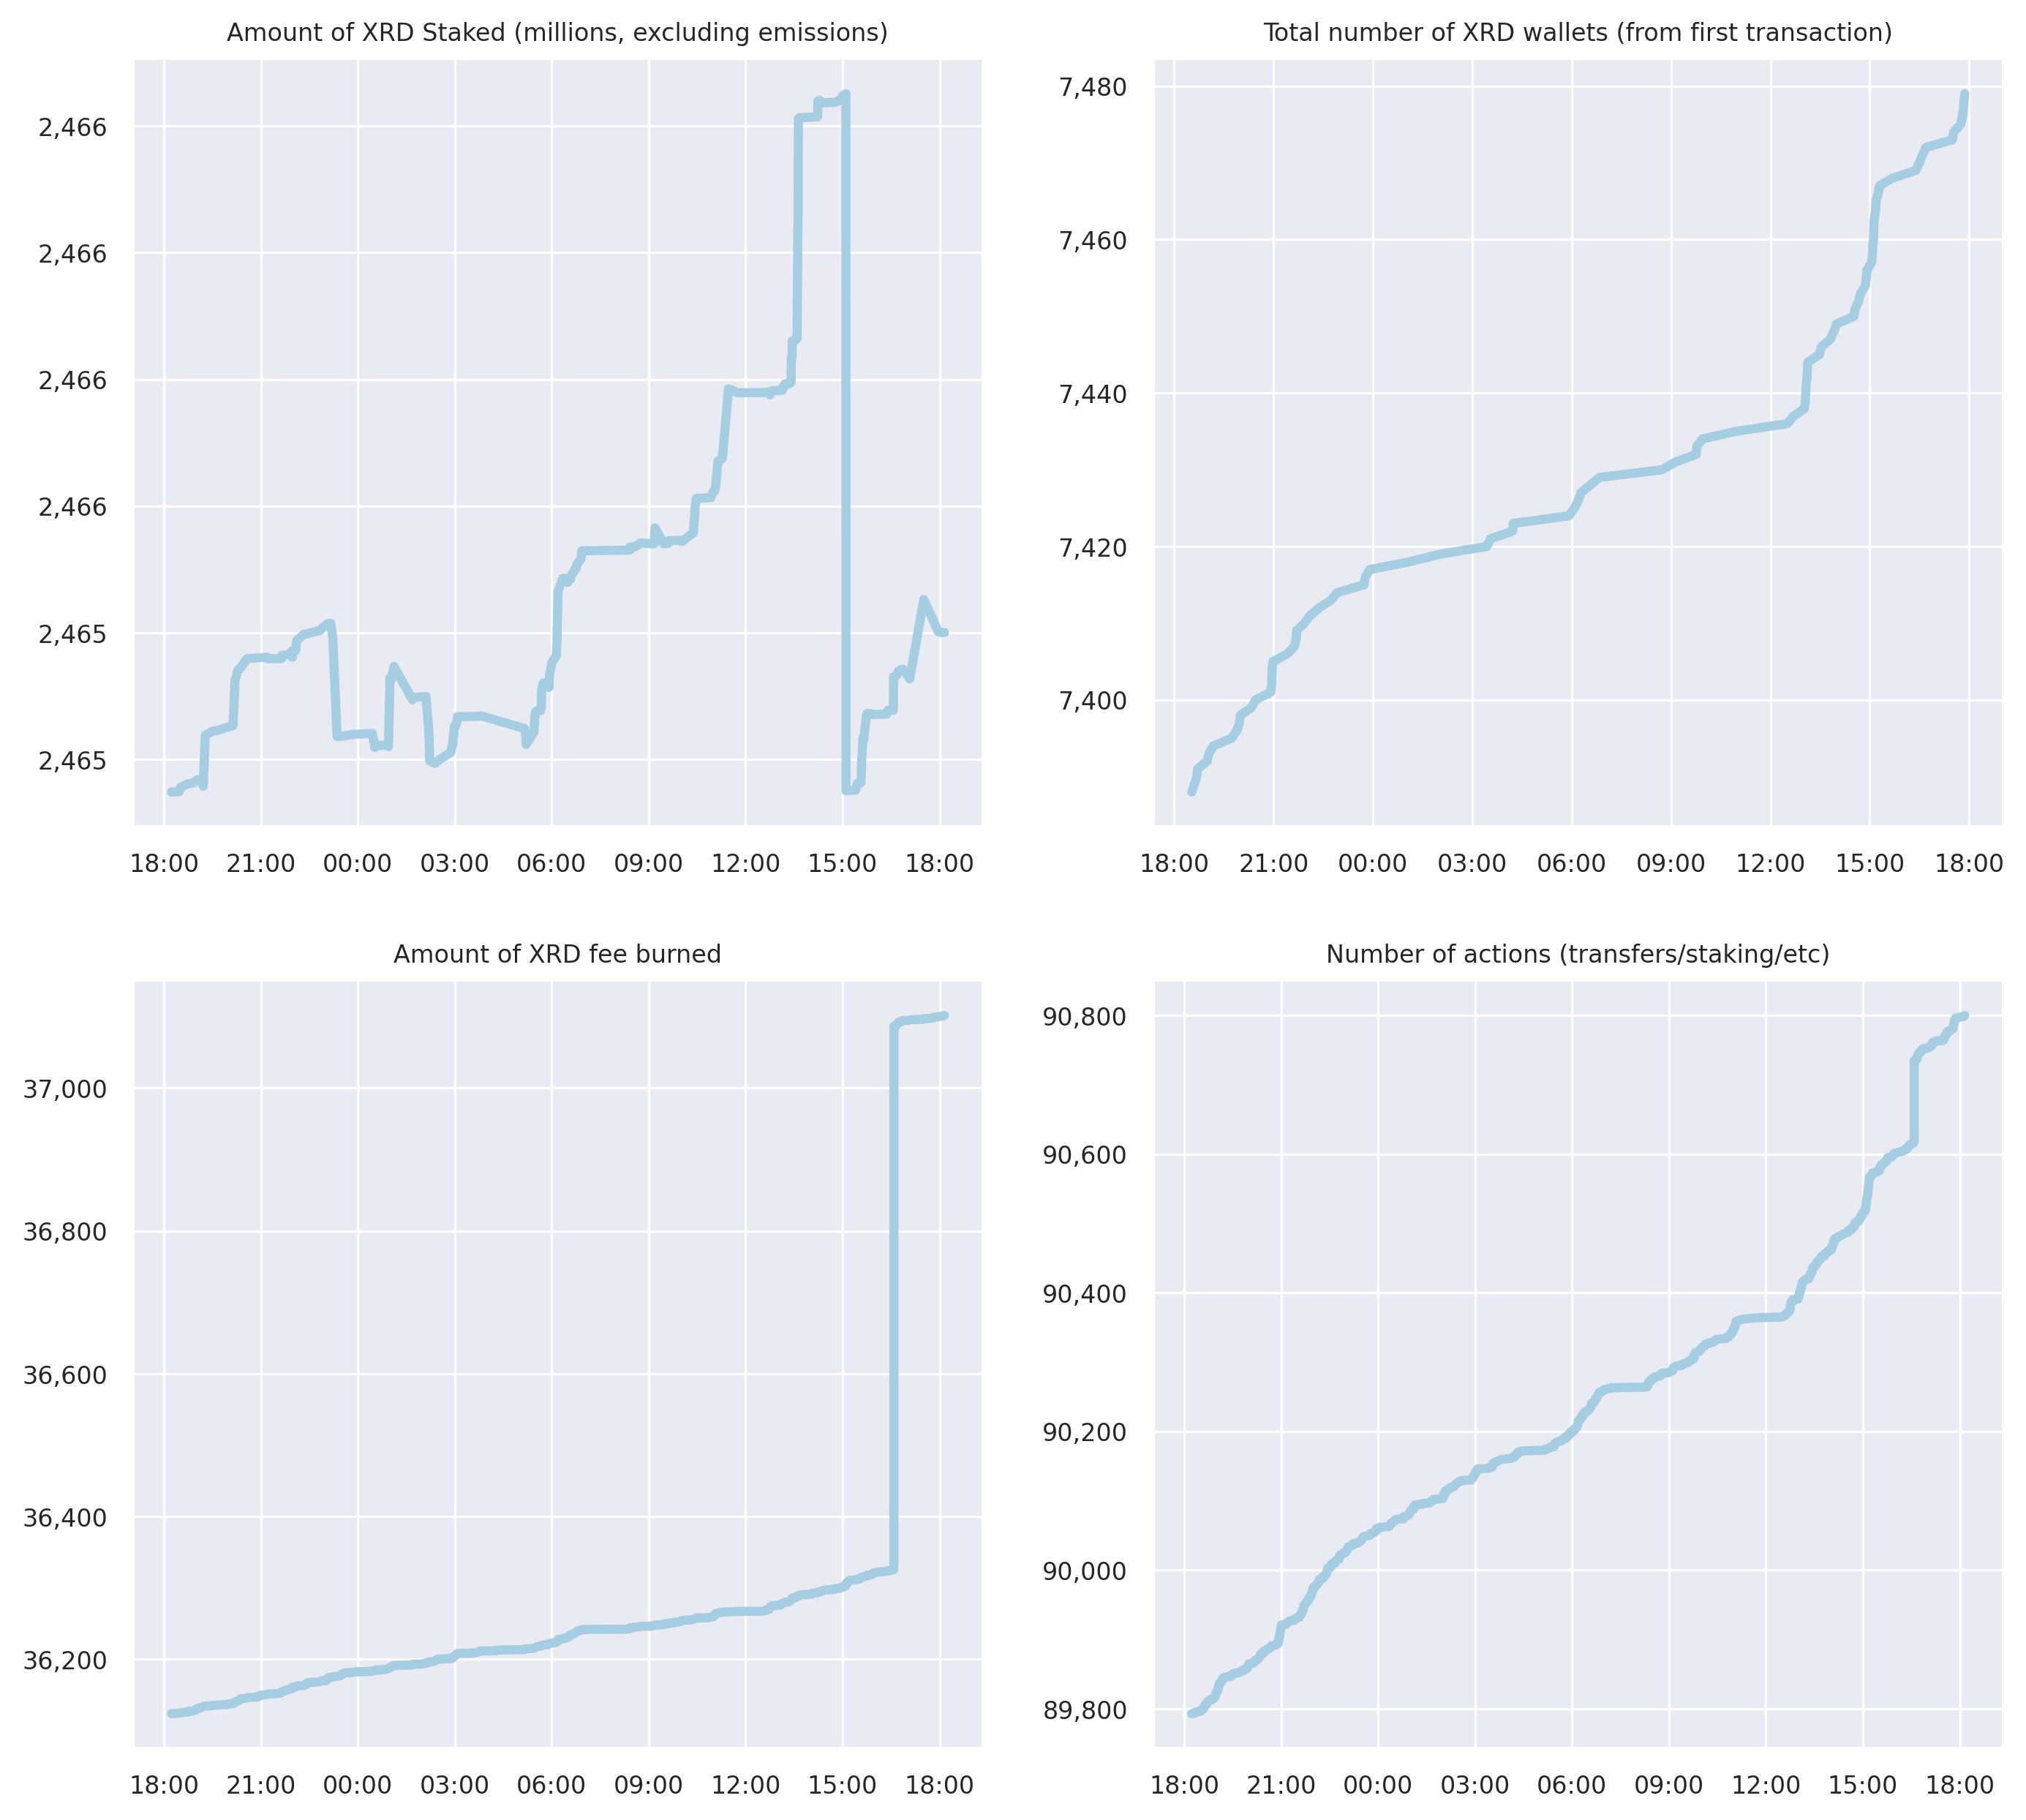 Amount of XRD Staked (millions, excluding emissions)
2,466
2,466
2,466
2,466
2,465
2,465
18:00 21:00 00:00 03:00 06:00 09:00 12:00 15:00 18:00
Total number of XRD wallets (from first transaction)
7,480
7,460
7,440
7,420
7,400
18:00 21:00 00:00 03:00 06:00 09:00 12:00 15:00 18:00
Amount of XRD fee burned
37,000
36,800
36,600
36,400
36,200
18:00 21:00 00:00 03:00 06:00 09:00 12:00 15:00 18:00
Number of actions (transfers/staking/etc)
90,800
90,600
90,400
90,200
90,000
89,800
18:00 21:00 00:00 03:00 06:00 09:00 12:00 15:00 18:00